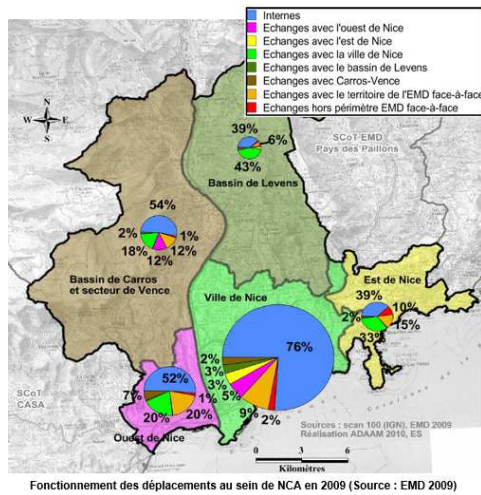 Internes
Echanges avec l'ouest de Nice
Echanges avec l'est de Nice
Echanges avec la ville de Nice
Echanges avec le bassin de Levens
Echanges avec Carros-Vence
Echanges avec le territoire de l'EMD face-à-face
Echanges hors périmètre EMD face-à-face
N
W E
S
SCoT-EMD
Pays des Paillons
39%
6%
43%
Bassin de Levens
54%
2%
1%
18%
12%
12%
Bassin de Carros
et secteur de Vence
Ville de Nice
Est de Nice
39%
10%
2%
15%
33%
76%
2%
3%
3%
5%
9%
2%
52%
7%
1%
20%
20%
Ouest de Nice
SCoT
CASA
Sources : scan 100 (IGN), EMD 2009
Réalisation ADAAM 2010, ES
0 3 6
Kilomètres
Fonctionnement des déplacements au sein de NCA en 2009 (Source : EMD 2009)